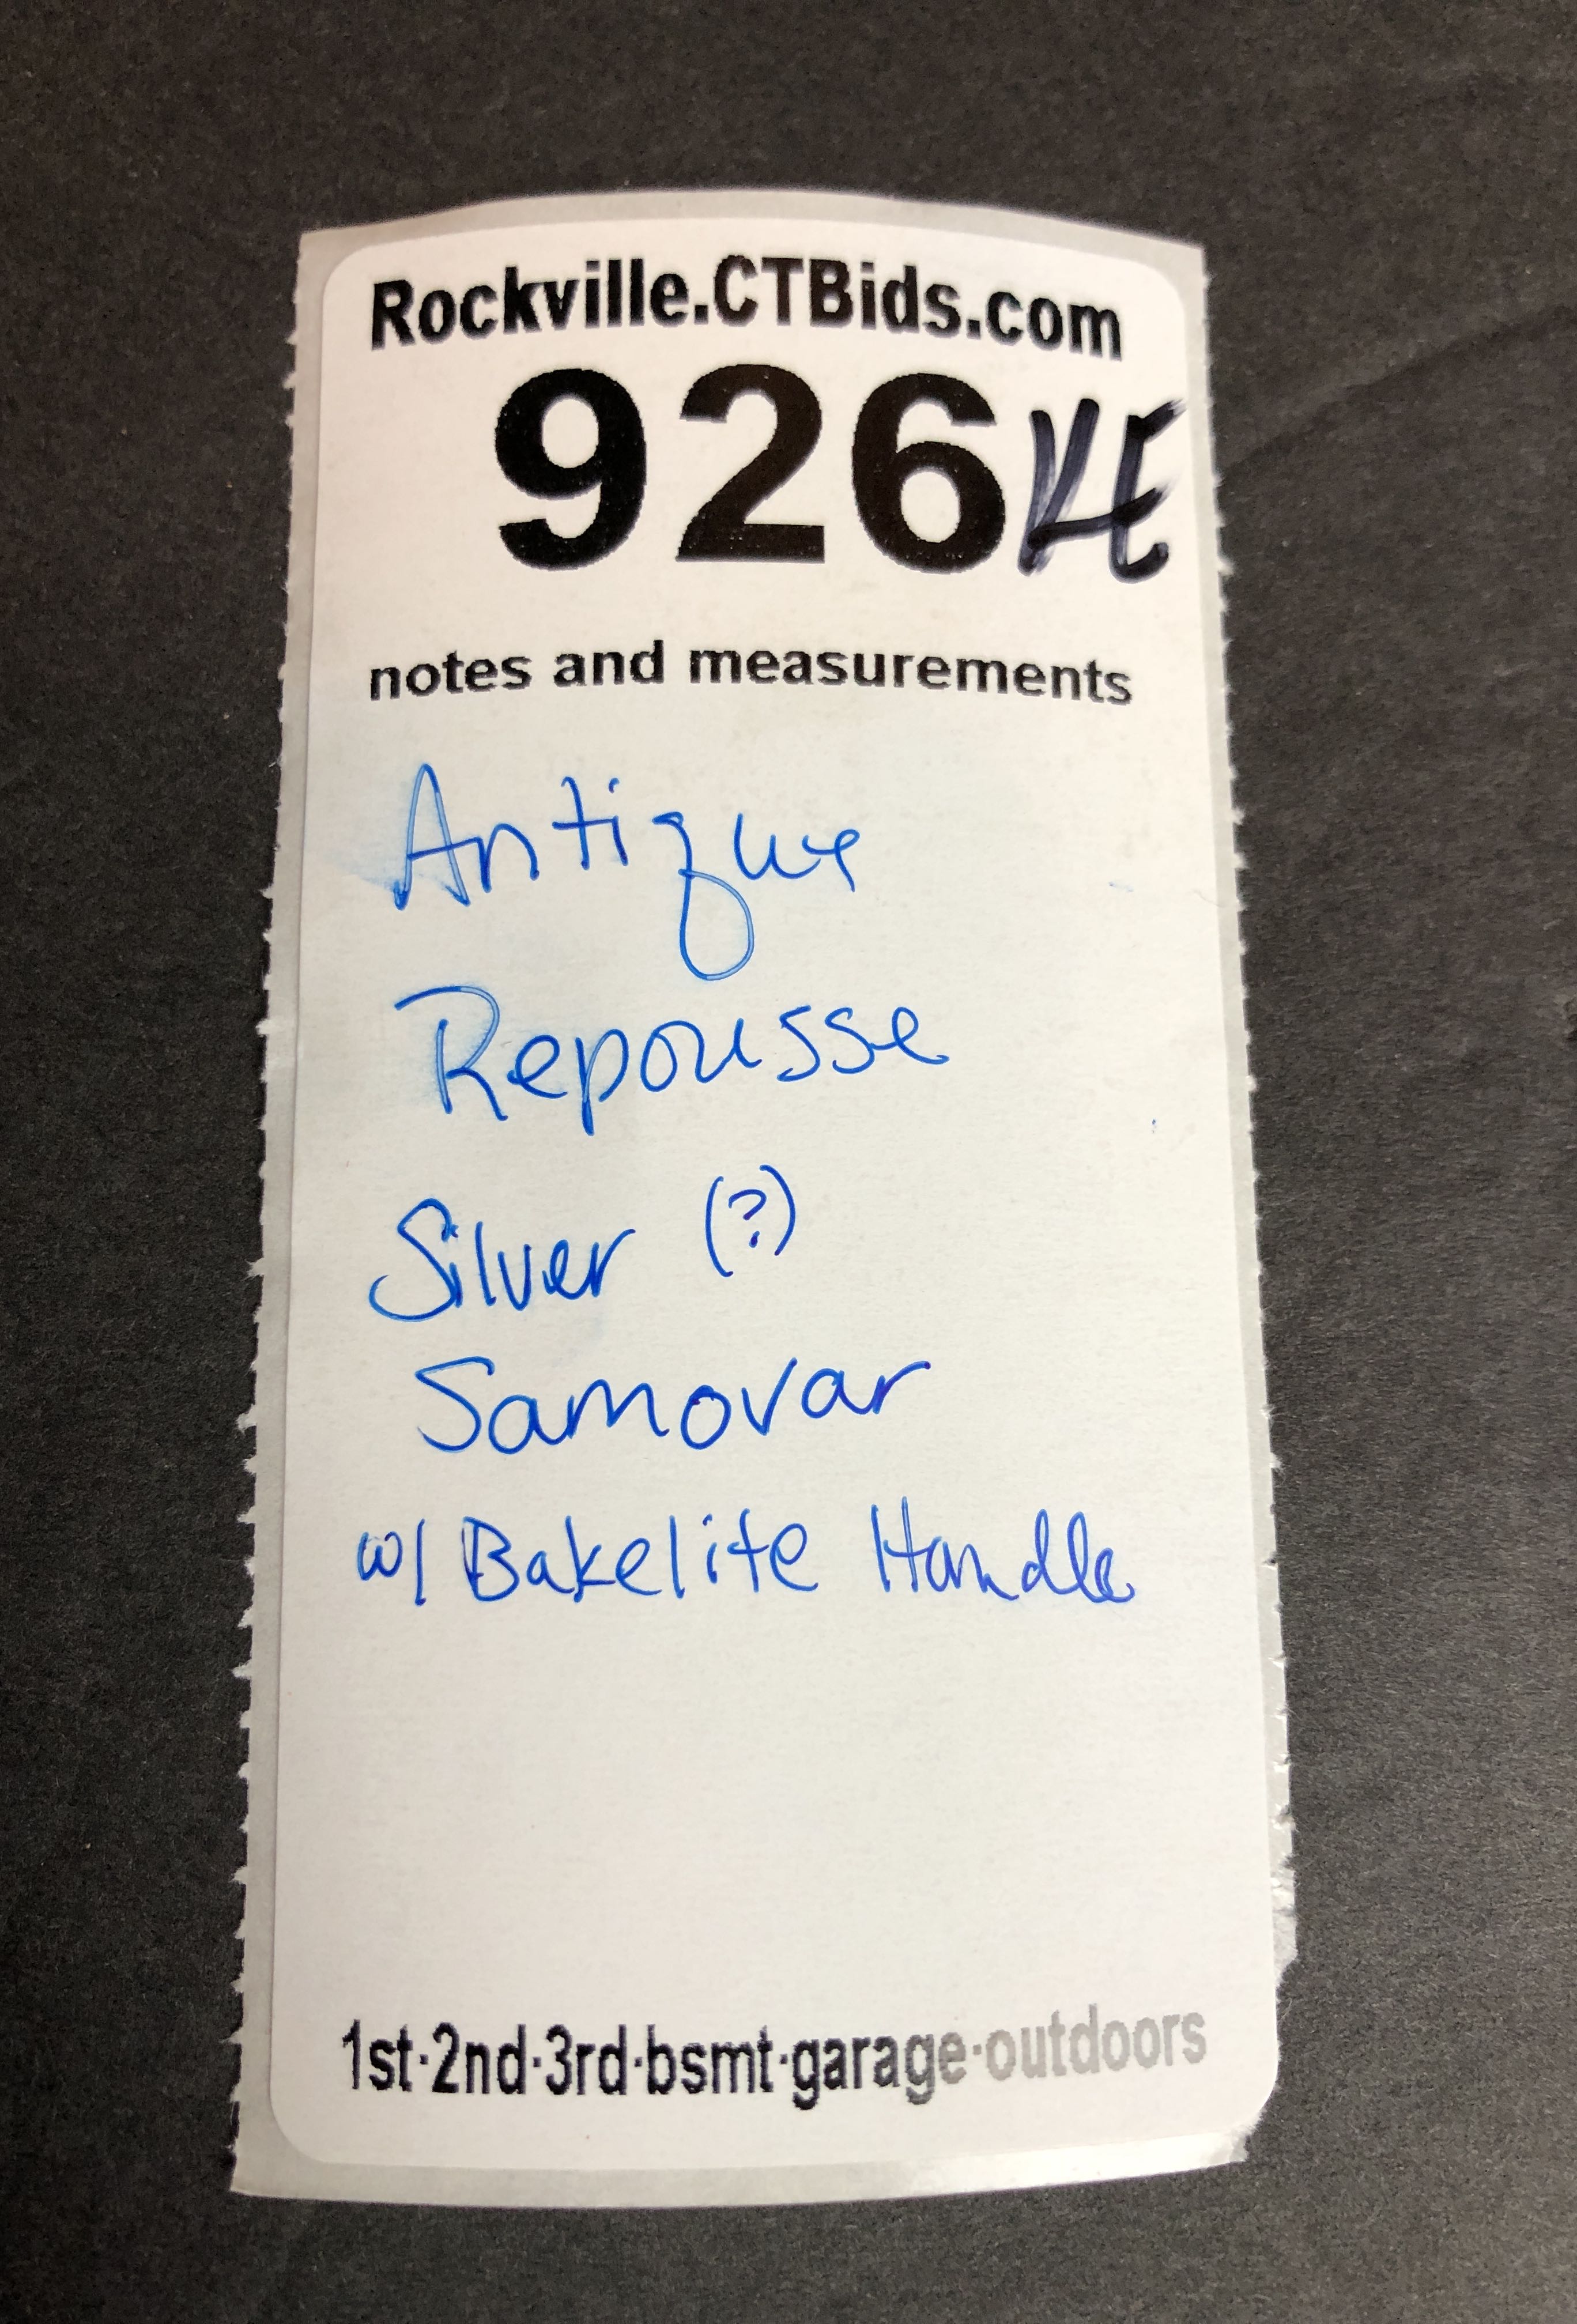 Rockville.CTBids.com
926 KE
notes and measurements
Antique
Repousse
Silver (?)
Samovar
w/ Bakelite Handle
1st·2nd·3rd·bsmt·garage·outdoors